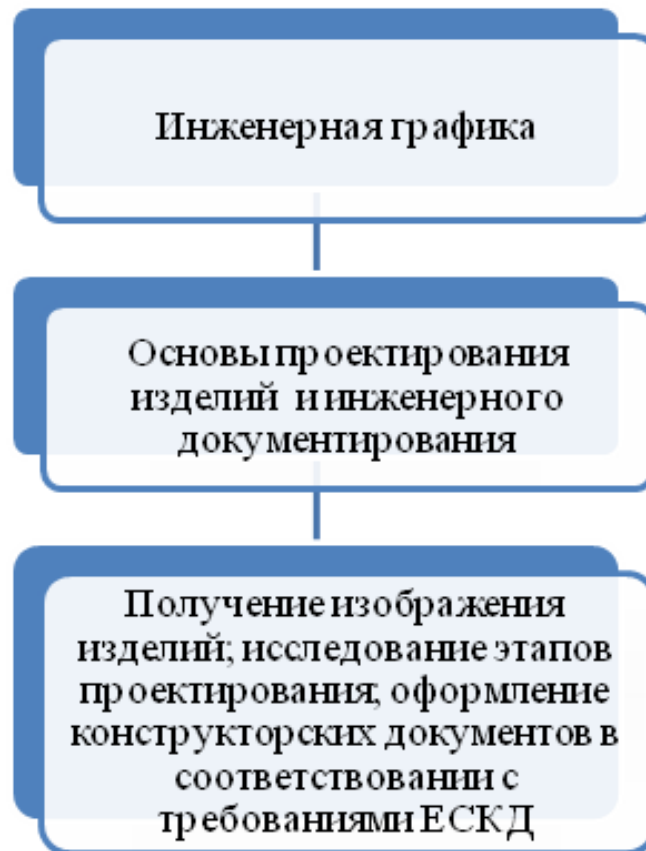 Инженерная графика
Основы проектирования
изделий и инженерного
документирования
Получение изображения
изделий; исследование этапов
проектирования; оформление
конструкторских документов в
соответствовании с
требованиями ЕСКД